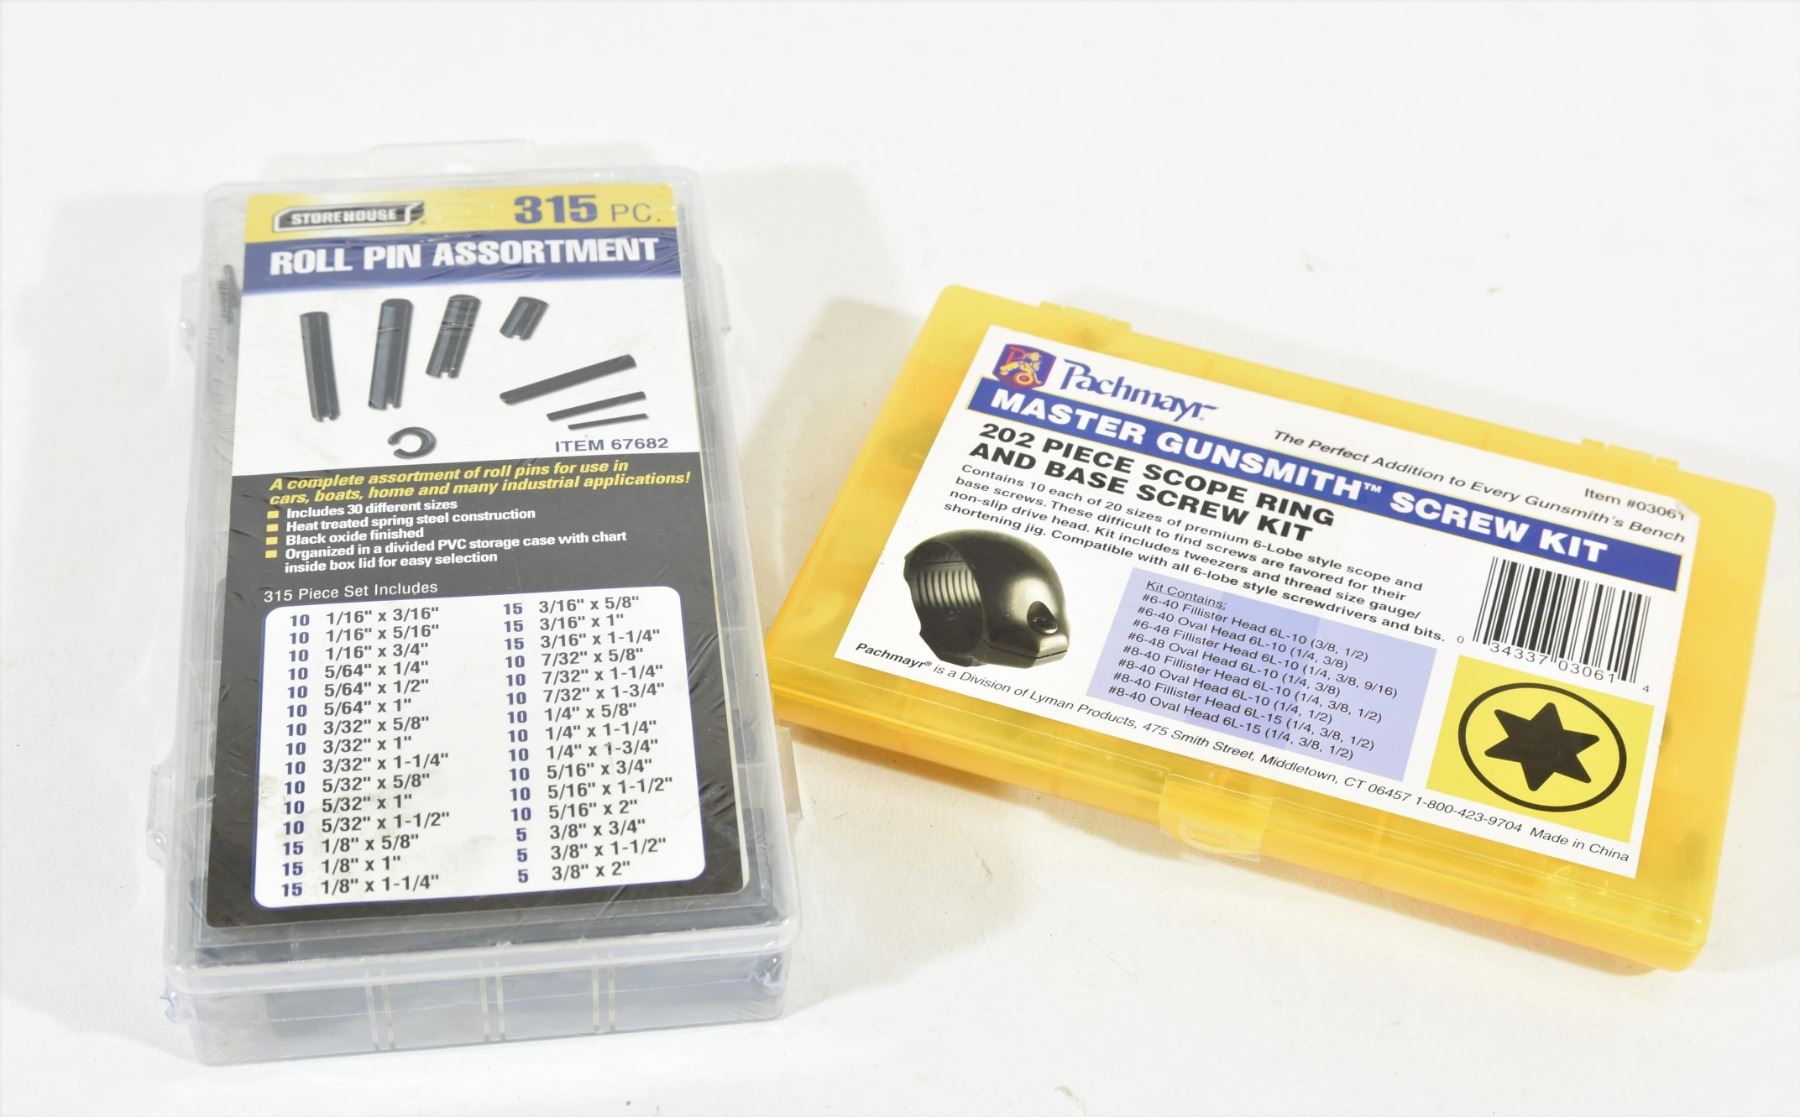 STOREHOUSE
315 PC.
ROLL PIN ASSORTMENT
ITEM 67682
A complete assortment of roll pins for use in
cars, boats, home and many industrial applications!
Includes 30 different sizes
Heat treated spring steel construction
Black oxide finished
Organized in a divided PVC storage case with chart
inside box lid for easy selection
315 Piece Set Includes
10 1/16" x 3/16"
10 1/16" x 5/16"
10 1/16" x 3/4"
10 5/64" x 1/4"
10 5/64" x 1/2"
10 5/64" x 1"
10 3/32" x 5/8"
10 3/32" x 1"
10 3/32" x 1-1/4"
10 5/32" x 5/8"
10 5/32" x 1"
10 5/32" x 1-1/2"
15 1/8" x 5/8"
15 1/8" x 1"
15 1/8" x 1-1/4"
15 3/16" x 5/8"
15 3/16" x 1"
15 3/16" x 1-1/4"
10 7/32" x 5/8"
10 7/32" x 1-1/4"
10 7/32" x 1-3/4"
10 1/4" x 5/8"
10 1/4" x 1-1/4"
10 1/4" x 1-3/4"
10 5/16" x 3/4"
10 5/16" x 1-1/2"
10 5/16" x 2"
5 3/8" x 3/4"
5 3/8" x 1-1/2"
5 3/8" x 2"
Pachmayr
The Perfect Addition to Every Gunsmith's Bench
MASTER GUNSMITH™ SCREW KIT
Item #03061
202 PIECE SCOPE RING
AND BASE SCREW KIT
Contains 10 each of 20 sizes of premium 6-Lobe style scope and
base screws. These difficult to find screws are favored for their
non-slip drive head. Kit includes tweezers and thread size gauge/
shortening jig. Compatible with all 6-lobe style screwdrivers and bits.
Kit Contains:
#6-40 Fillister Head 6L-10 (3/8, 1/2)
#6-40 Oval Head 6L-10 (1/4, 3/8)
#6-48 Fillister Head 6L-10 (1/4, 3/8, 9/16)
#6-48 Oval Head 6L-10 (1/4, 3/8)
#8-40 Fillister Head 6L-10 (1/4, 3/8, 1/2)
#8-40 Oval Head 6L-10 (1/4, 1/2)
#8-40 Fillister Head 6L-15 (1/4, 3/8, 1/2)
#8-40 Oval Head 6L-15 (1/4, 3/8, 1/2)
0 34337 03061 4
Pachmayr® is a Division of Lyman Products, 475 Smith Street, Middletown, CT 06457 1-800-423-9704 Made in China